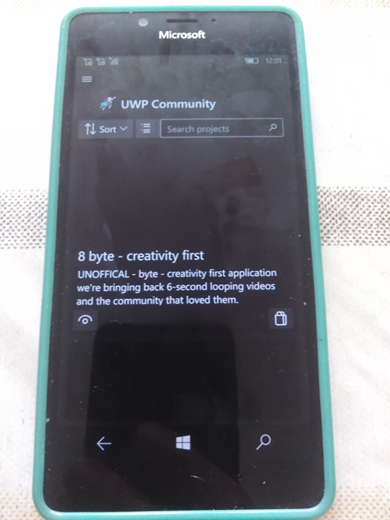 Microsoft
12:01
UWP Community
Sort
Search projects
8 byte - creativity first
UNOFFICAL - byte - creativity first application
we're bringing back 6-second looping videos
and the community that loved them.